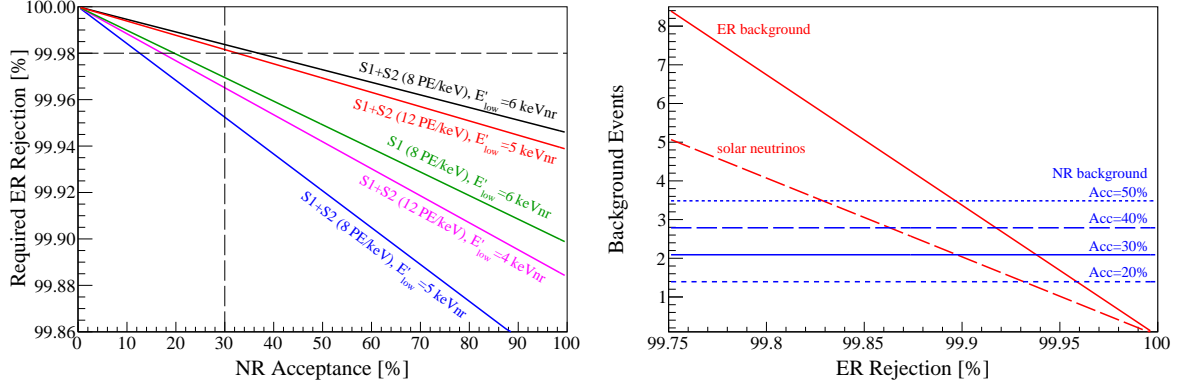 100.00
99.98
99.96
99.94
99.92
99.90
99.88
99.86
Required ER Rejection [%]
S1+S2 (8 PE/keV), E'low=6 keVnr
S1+S2 (12 PE/keV), E'low=5 keVnr
S1 (8 PE/keV), E'low=6 keVnr
S1+S2 (12 PE/keV), E'low=4 keVnr
S1+S2 (8 PE/keV), E'low=5 keVnr
0 10 20 30 40 50 60 70 80 90 100
NR Acceptance [%]
8
7
6
5
4
3
2
1
Background Events
ER background
solar neutrinos
NR background
Acc=50%
Acc=40%
Acc=30%
Acc=20%
99.75 99.8 99.85 99.9 99.95 100
ER Rejection [%]